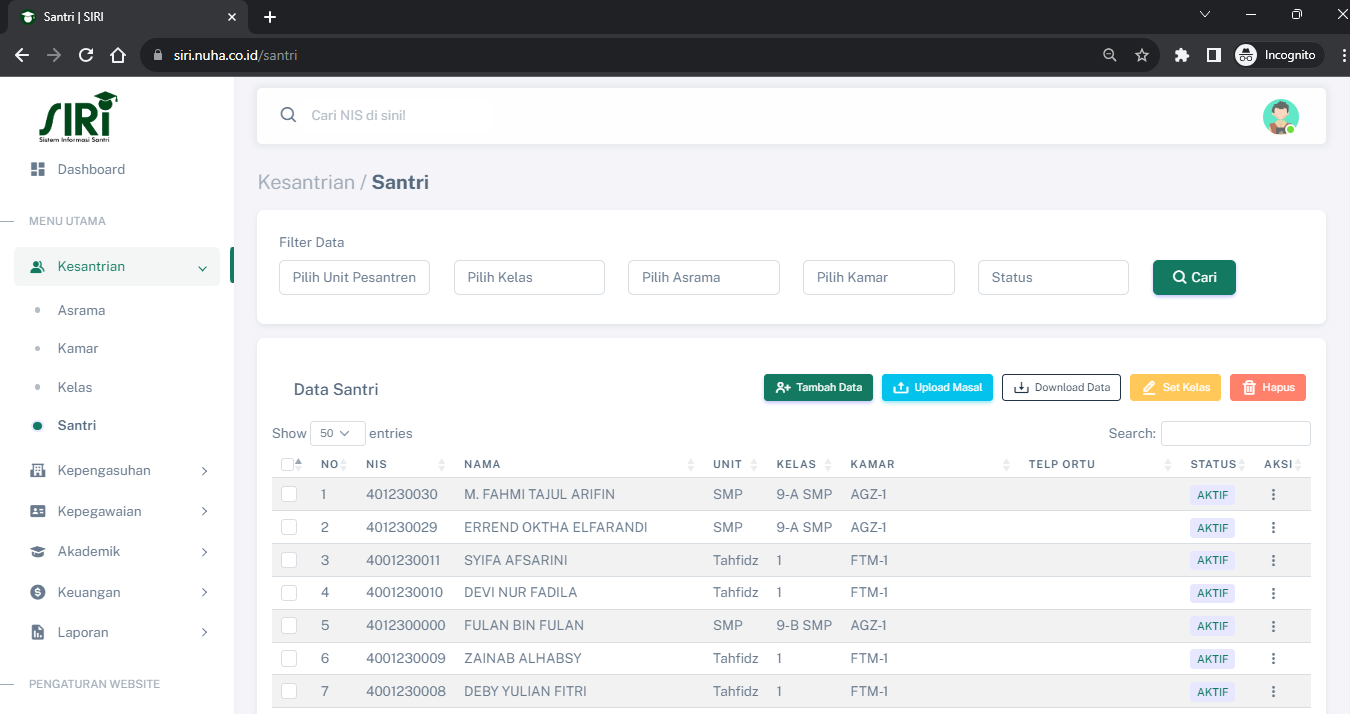 Santri | SIRI
siri.nuha.co.id/santri
Incognito
SIRI
Sistem Informasi Santri
Cari NIS di sini!
Dashboard
MENU UTAMA
Kesantrian
Asrama
Kamar
Kelas
Santri
Kepengasuhan
Kepegawaian
Akademik
Keuangan
Laporan
PENGATURAN WEBSITE
Kesantrian / Santri
Filter Data
Pilih Unit Pesantren Pilih Kelas Pilih Asrama Pilih Kamar Status Cari
Data Santri Tambah Data Upload Masal Download Data Set Kelas Hapus
Show 50 entries Search:
NO NIS NAMA UNIT KELAS KAMAR TELP ORTU STATUS AKSI
1 401230030 M. FAHMI TAJUL ARIFIN SMP 9-A SMP AGZ-1 AKTIF
2 401230029 ERREND OKTHA ELFARANDI SMP 9-A SMP AGZ-1 AKTIF
3 4001230011 SYIFA AFSARINI Tahfidz 1 FTM-1 AKTIF
4 4001230010 DEVI NUR FADILA Tahfidz 1 FTM-1 AKTIF
5 4012300000 FULAN BIN FULAN SMP 9-B SMP AGZ-1 AKTIF
6 4001230009 ZAINAB ALHABSY Tahfidz 1 FTM-1 AKTIF
7 4001230008 DEBY YULIAN FITRI Tahfidz 1 FTM-1 AKTIF